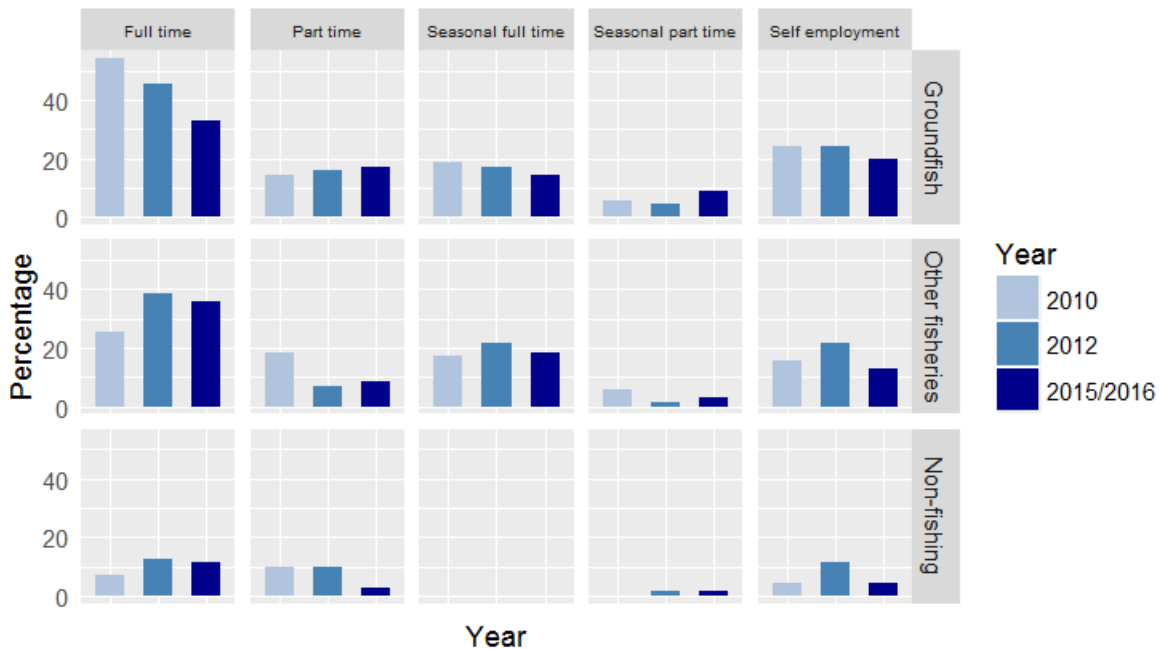 Full time
Part time
Seasonal full time
Seasonal part time
Self employment
40
20
0
Groundfish
40
20
0
Other fisheries
40
20
0
Non-fishing
Percentage
Year
Year
2010
2012
2015/2016